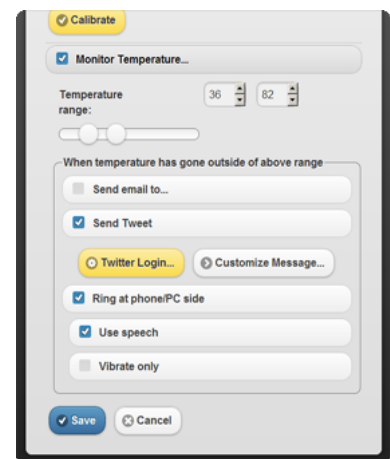 Calibrate
Monitor Temperature...
Temperature 36 82
range:
When temperature has gone outside of above range
Send email to...
Send Tweet
Twitter Login... Customize Message...
Ring at phone/PC side
Use speech
Vibrate only
Save Cancel